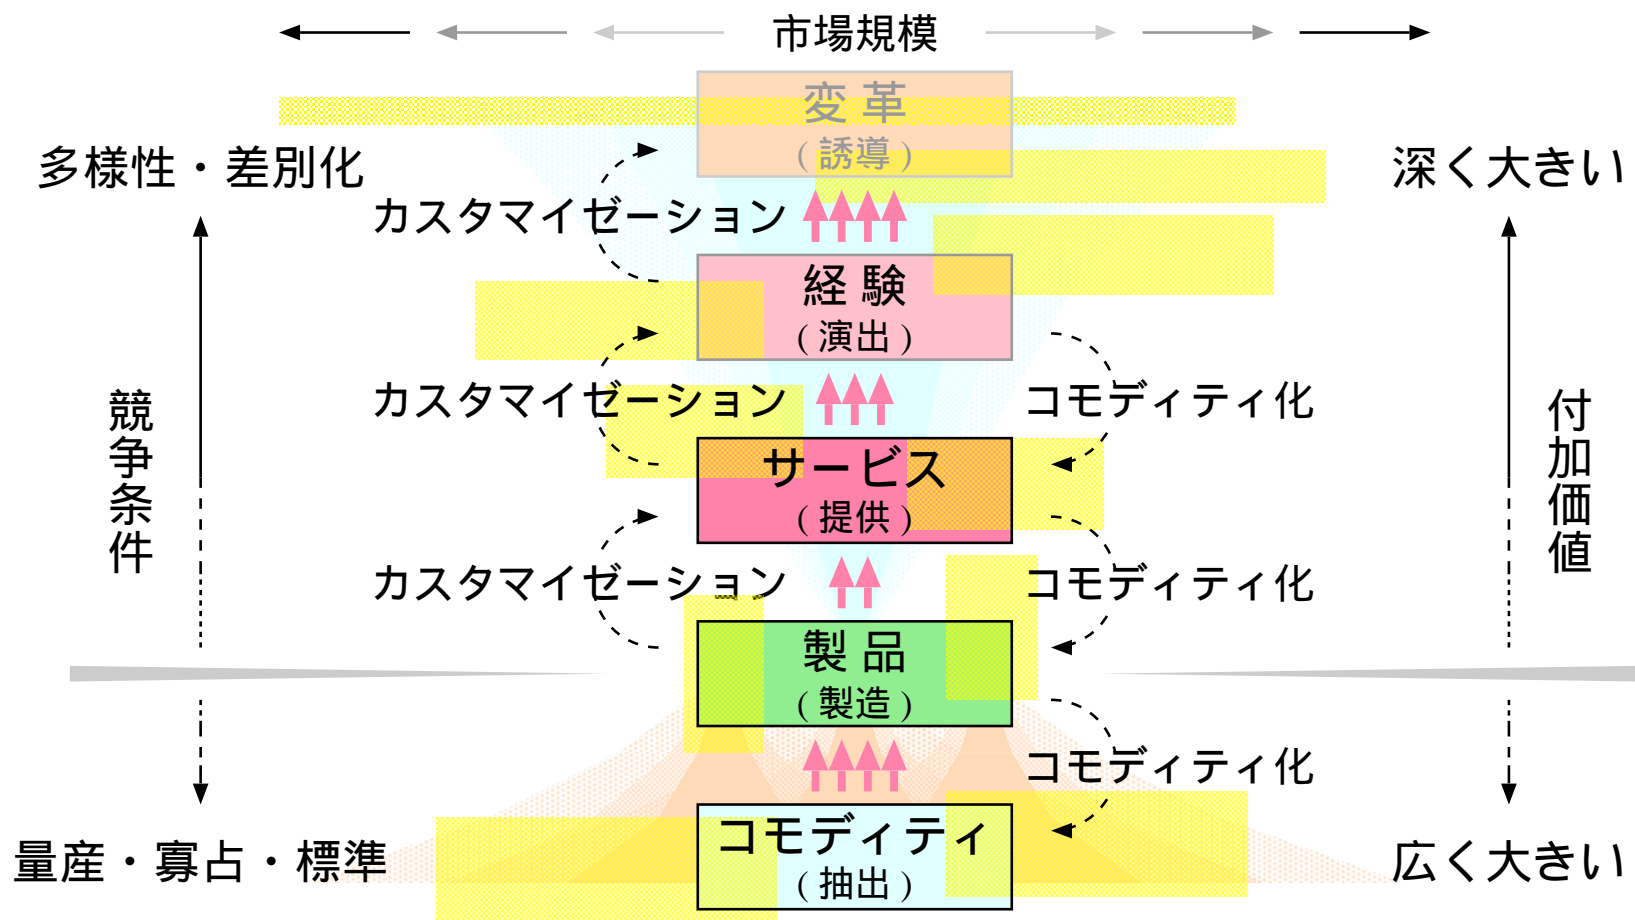 市場規模
変革
(誘導)
多様性・差別化
深く大きい
カスタマイゼーション
経験
(演出)
カスタマイゼーション
コモディティ化
競争条件
付加価値
サービス
(提供)
カスタマイゼーション
コモディティ化
製品
(製造)
コモディティ化
コモディティ
(抽出)
量産・寡占・標準
広く大きい